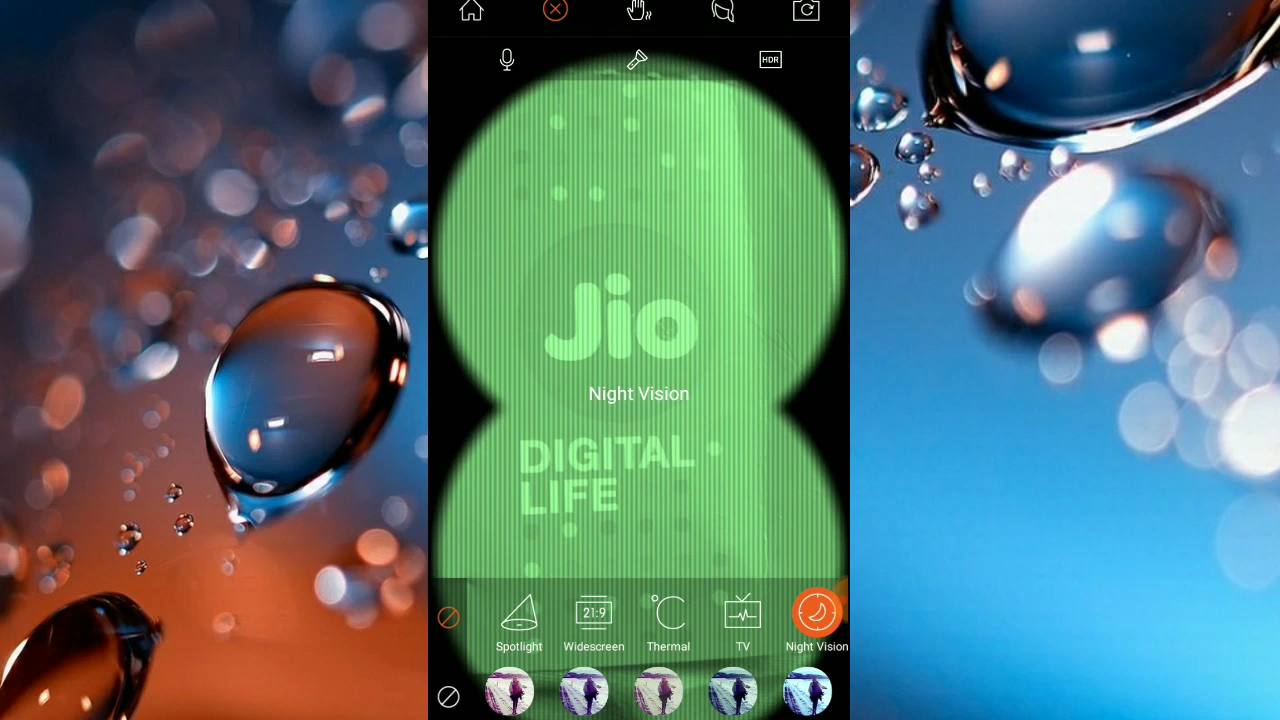 HDR
Jio
Night Vision
DIGITAL
LIFE
21:9
Spotlight
Widescreen
Thermal
TV
Night Vision